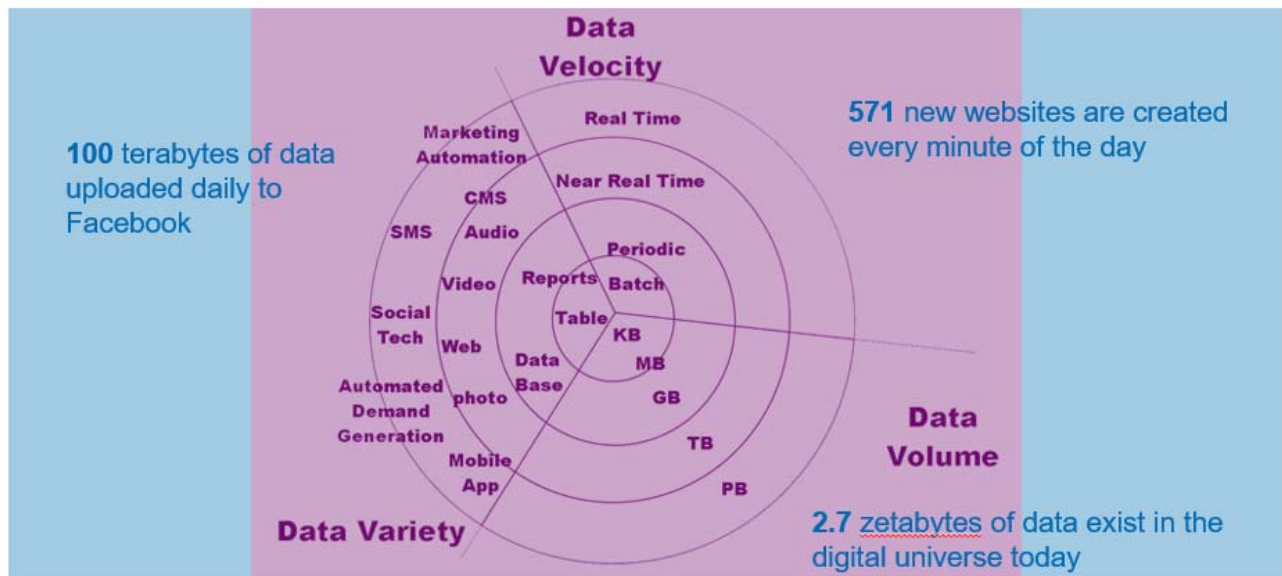 Data
Velocity
100 terabytes of data
uploaded daily to
Facebook
571 new websites are created
every minute of the day
Real Time
Near Real Time
Periodic
Batch
Marketing
Automation
CMS
SMS
Audio
Video
Reports
Table
Social
Tech
Web
Data
Base
Automated
Demand
Generation
photo
Mobile
App
Data Variety
KB
MB
GB
TB
PB
Data
Volume
2.7 zetabytes of data exist in the
digital universe today